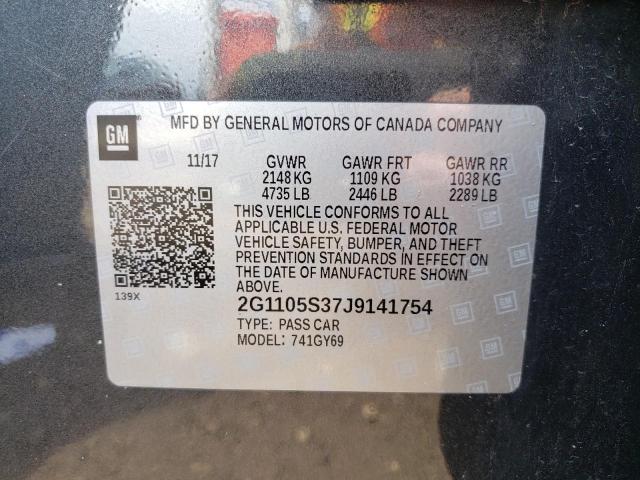 GM
MFD BY GENERAL MOTORS OF CANADA COMPANY
11/17 GVWR GAWR FRT GAWR RR
2148 KG 1109 KG 1038 KG
4735 LB 2446 LB 2289 LB
THIS VEHICLE CONFORMS TO ALL
APPLICABLE U.S. FEDERAL MOTOR
VEHICLE SAFETY, BUMPER, AND THEFT
PREVENTION STANDARDS IN EFFECT ON
THE DATE OF MANUFACTURE SHOWN
ABOVE.
139X
2G1105S37J9141754
TYPE: PASS CAR
MODEL: 741GY69